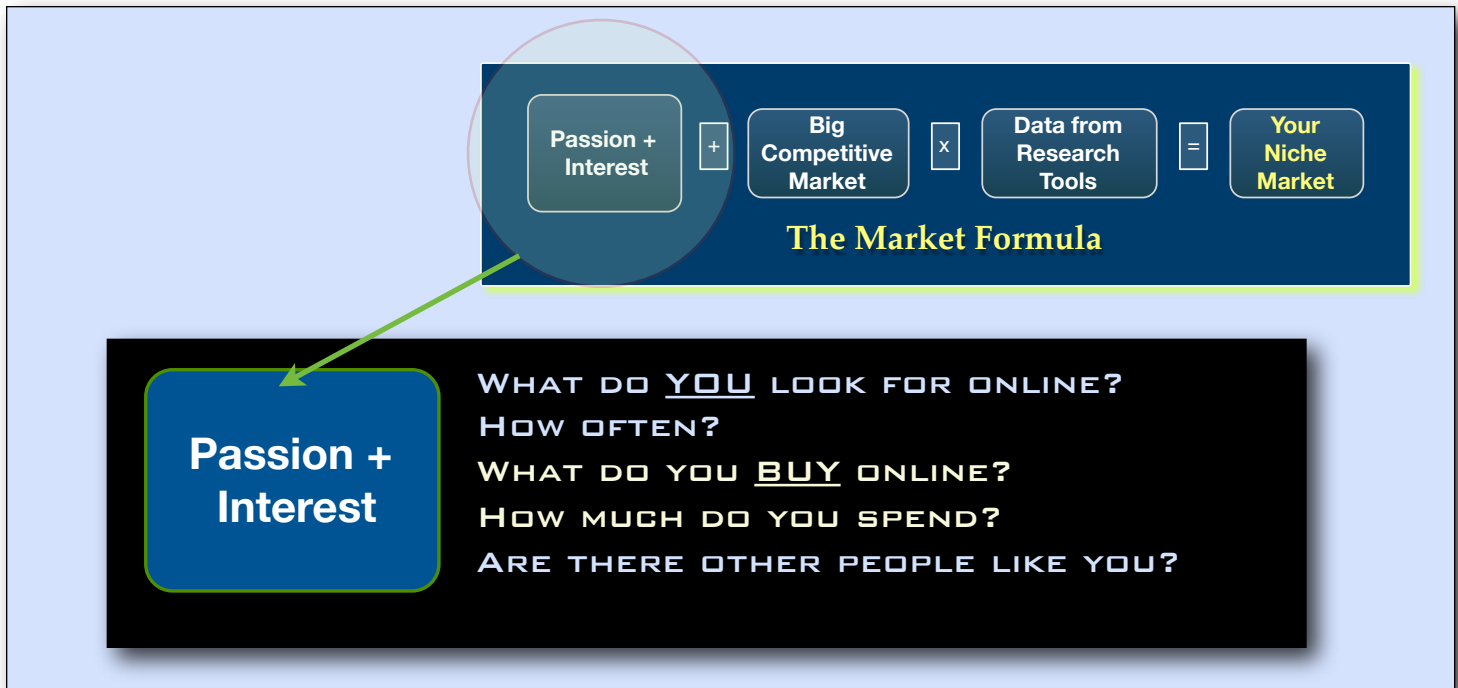 Passion +
Interest
+
Big
Competitive
Market
x
Data from
Research
Tools
=
Your
Niche
Market
The Market Formula
Passion +
Interest
What do YOU look for online?
How often?
What do you BUY online?
How much do you spend?
Are there other people like you?